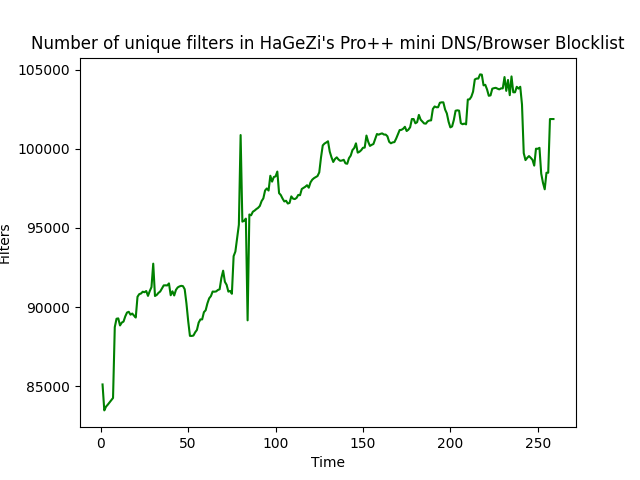 Number of unique filters in HaGeZi's Pro++ mini DNS/Browser Blocklist
105000
100000
95000
90000
85000
Filters
0 50 100 150 200 250
Time